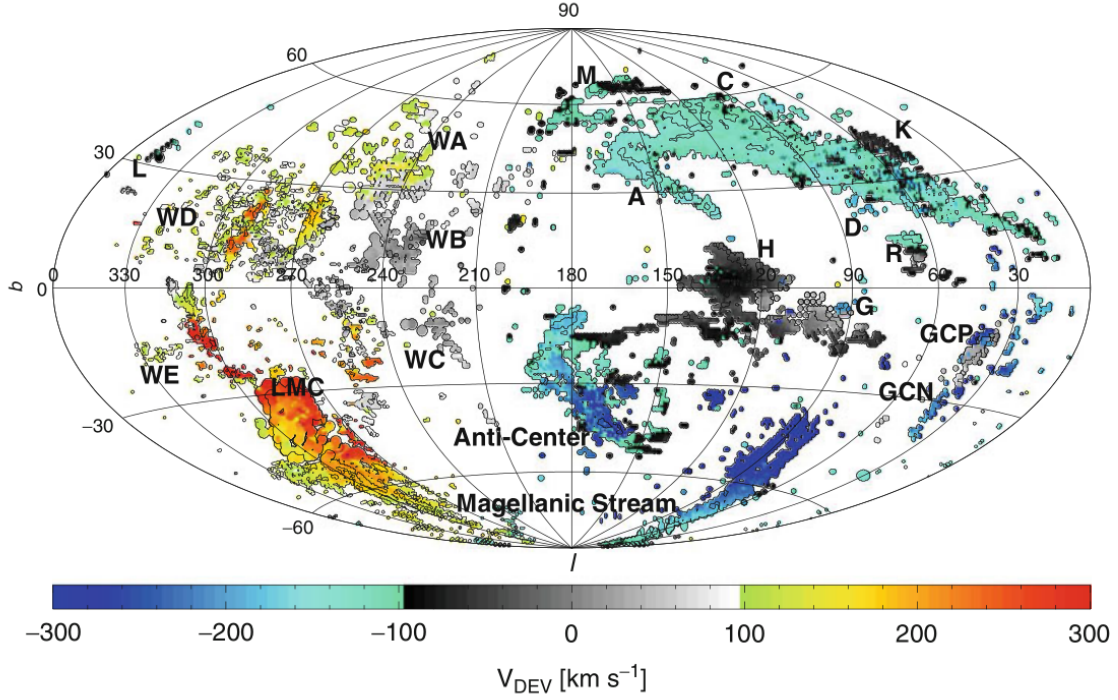 90
60
M
C
K
WA
30
L
A
WD
D
WB
H
R
0
330
300
270
240
210
180
150
120
90
60
30
b
0
G
GCP
WC
WE
LMC
GCN
−30
Anti-Center
Magellanic Stream
−60
l
−300
−200
−100
0
100
200
300
V_DEV [km s⁻¹]